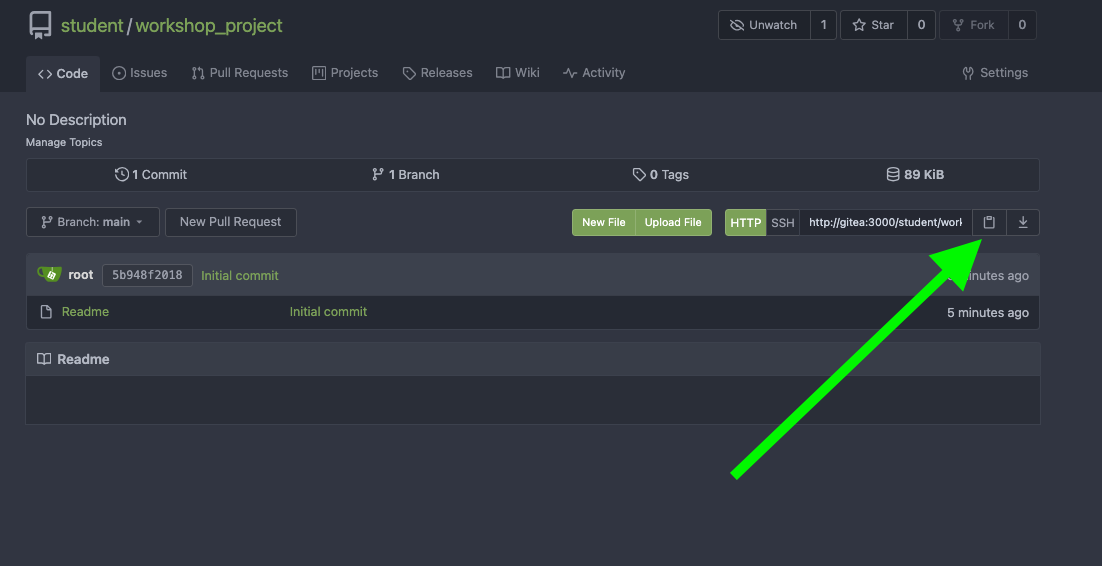 student/workshop_project
Unwatch 1 Star 0 Fork 0
Code Issues Pull Requests Projects Releases Wiki Activity Settings
No Description
Manage Topics
1 Commit 1 Branch 0 Tags 89 KiB
Branch: main New Pull Request New File Upload File HTTP SSH http://gitea:3000/student/work
root 5b948f2018 Initial commit ago
Readme Initial commit 5 minutes ago
Readme